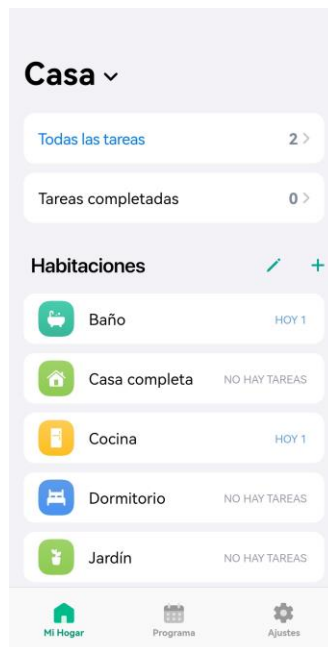 Casa
Todas las tareas 2
Tareas completadas 0
Habitaciones
Baño HOY 1
Casa completa NO HAY TAREAS
Cocina HOY 1
Dormitorio NO HAY TAREAS
Jardín NO HAY TAREAS
Mi Hogar Programa Ajustes